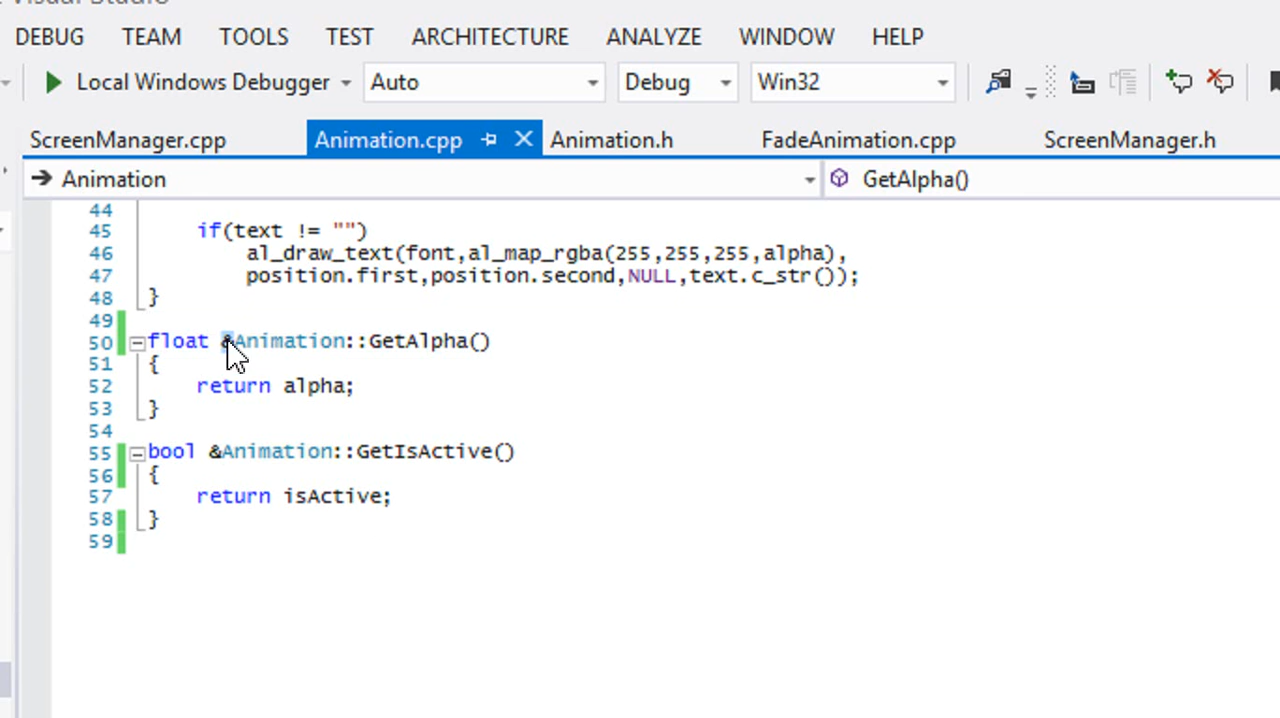 DEBUG TEAM TOOLS TEST ARCHITECTURE ANALYZE WINDOW HELP
Local Windows Debugger Auto Debug Win32
ScreenManager.cpp Animation.cpp Animation.h FadeAnimation.cpp ScreenManager.h
Animation GetAlpha()
44
45 if(text != "")
46 al_draw_text(font,al_map_rgba(255,255,255,alpha),
47 position.first,position.second,NULL,text.c_str());
48 }
49
50 float &Animation::GetAlpha()
51 {
52 return alpha;
53 }
54
55 bool &Animation::GetIsActive()
56 {
57 return isActive;
58 }
59